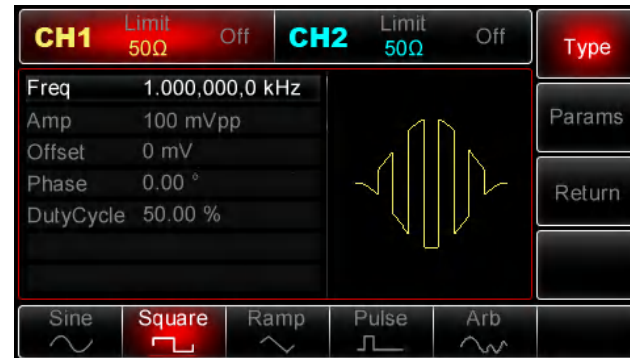 CH1 Limit 50Ω Off CH2 Limit 50Ω Off Type
Freq 1.000,000,0 kHz
Amp 100 mVpp
Offset 0 mV
Phase 0.00 °
DutyCycle 50.00 %
Params
Return
Sine Square Ramp Pulse Arb